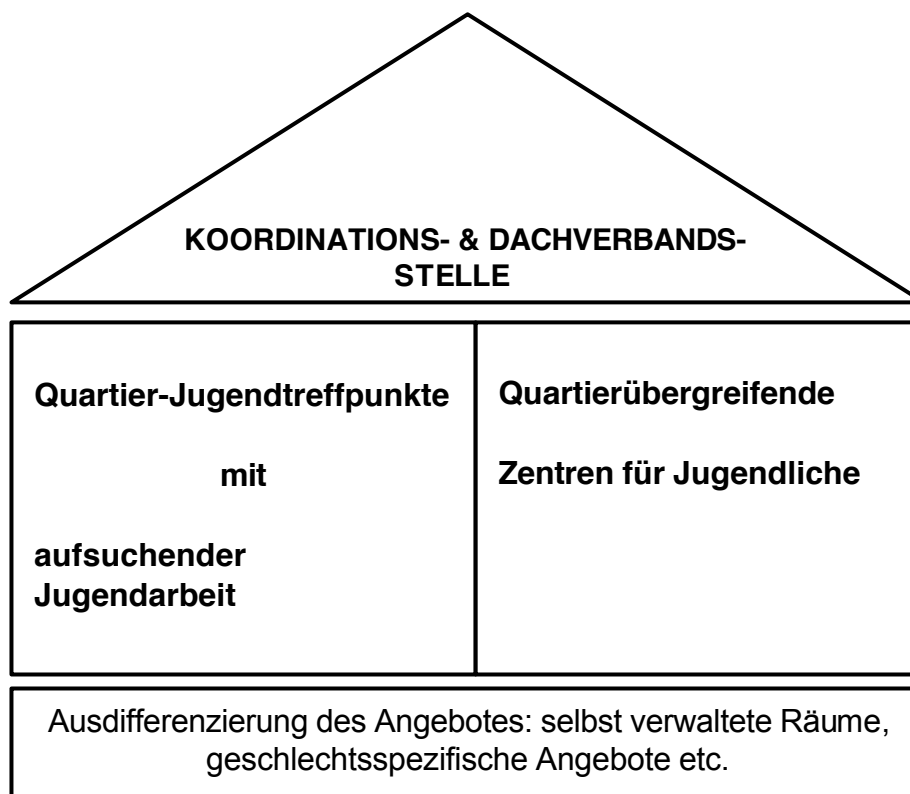 KOORDINATIONS- & DACHVERBANDS-
STELLE
Quartier-Jugendtreffpunkte
mit
aufsuchender
Jugendarbeit
Quartierübergreifende
Zentren für Jugendliche
Ausdifferenzierung des Angebotes: selbst verwaltete Räume,
geschlechtsspezifische Angebote etc.